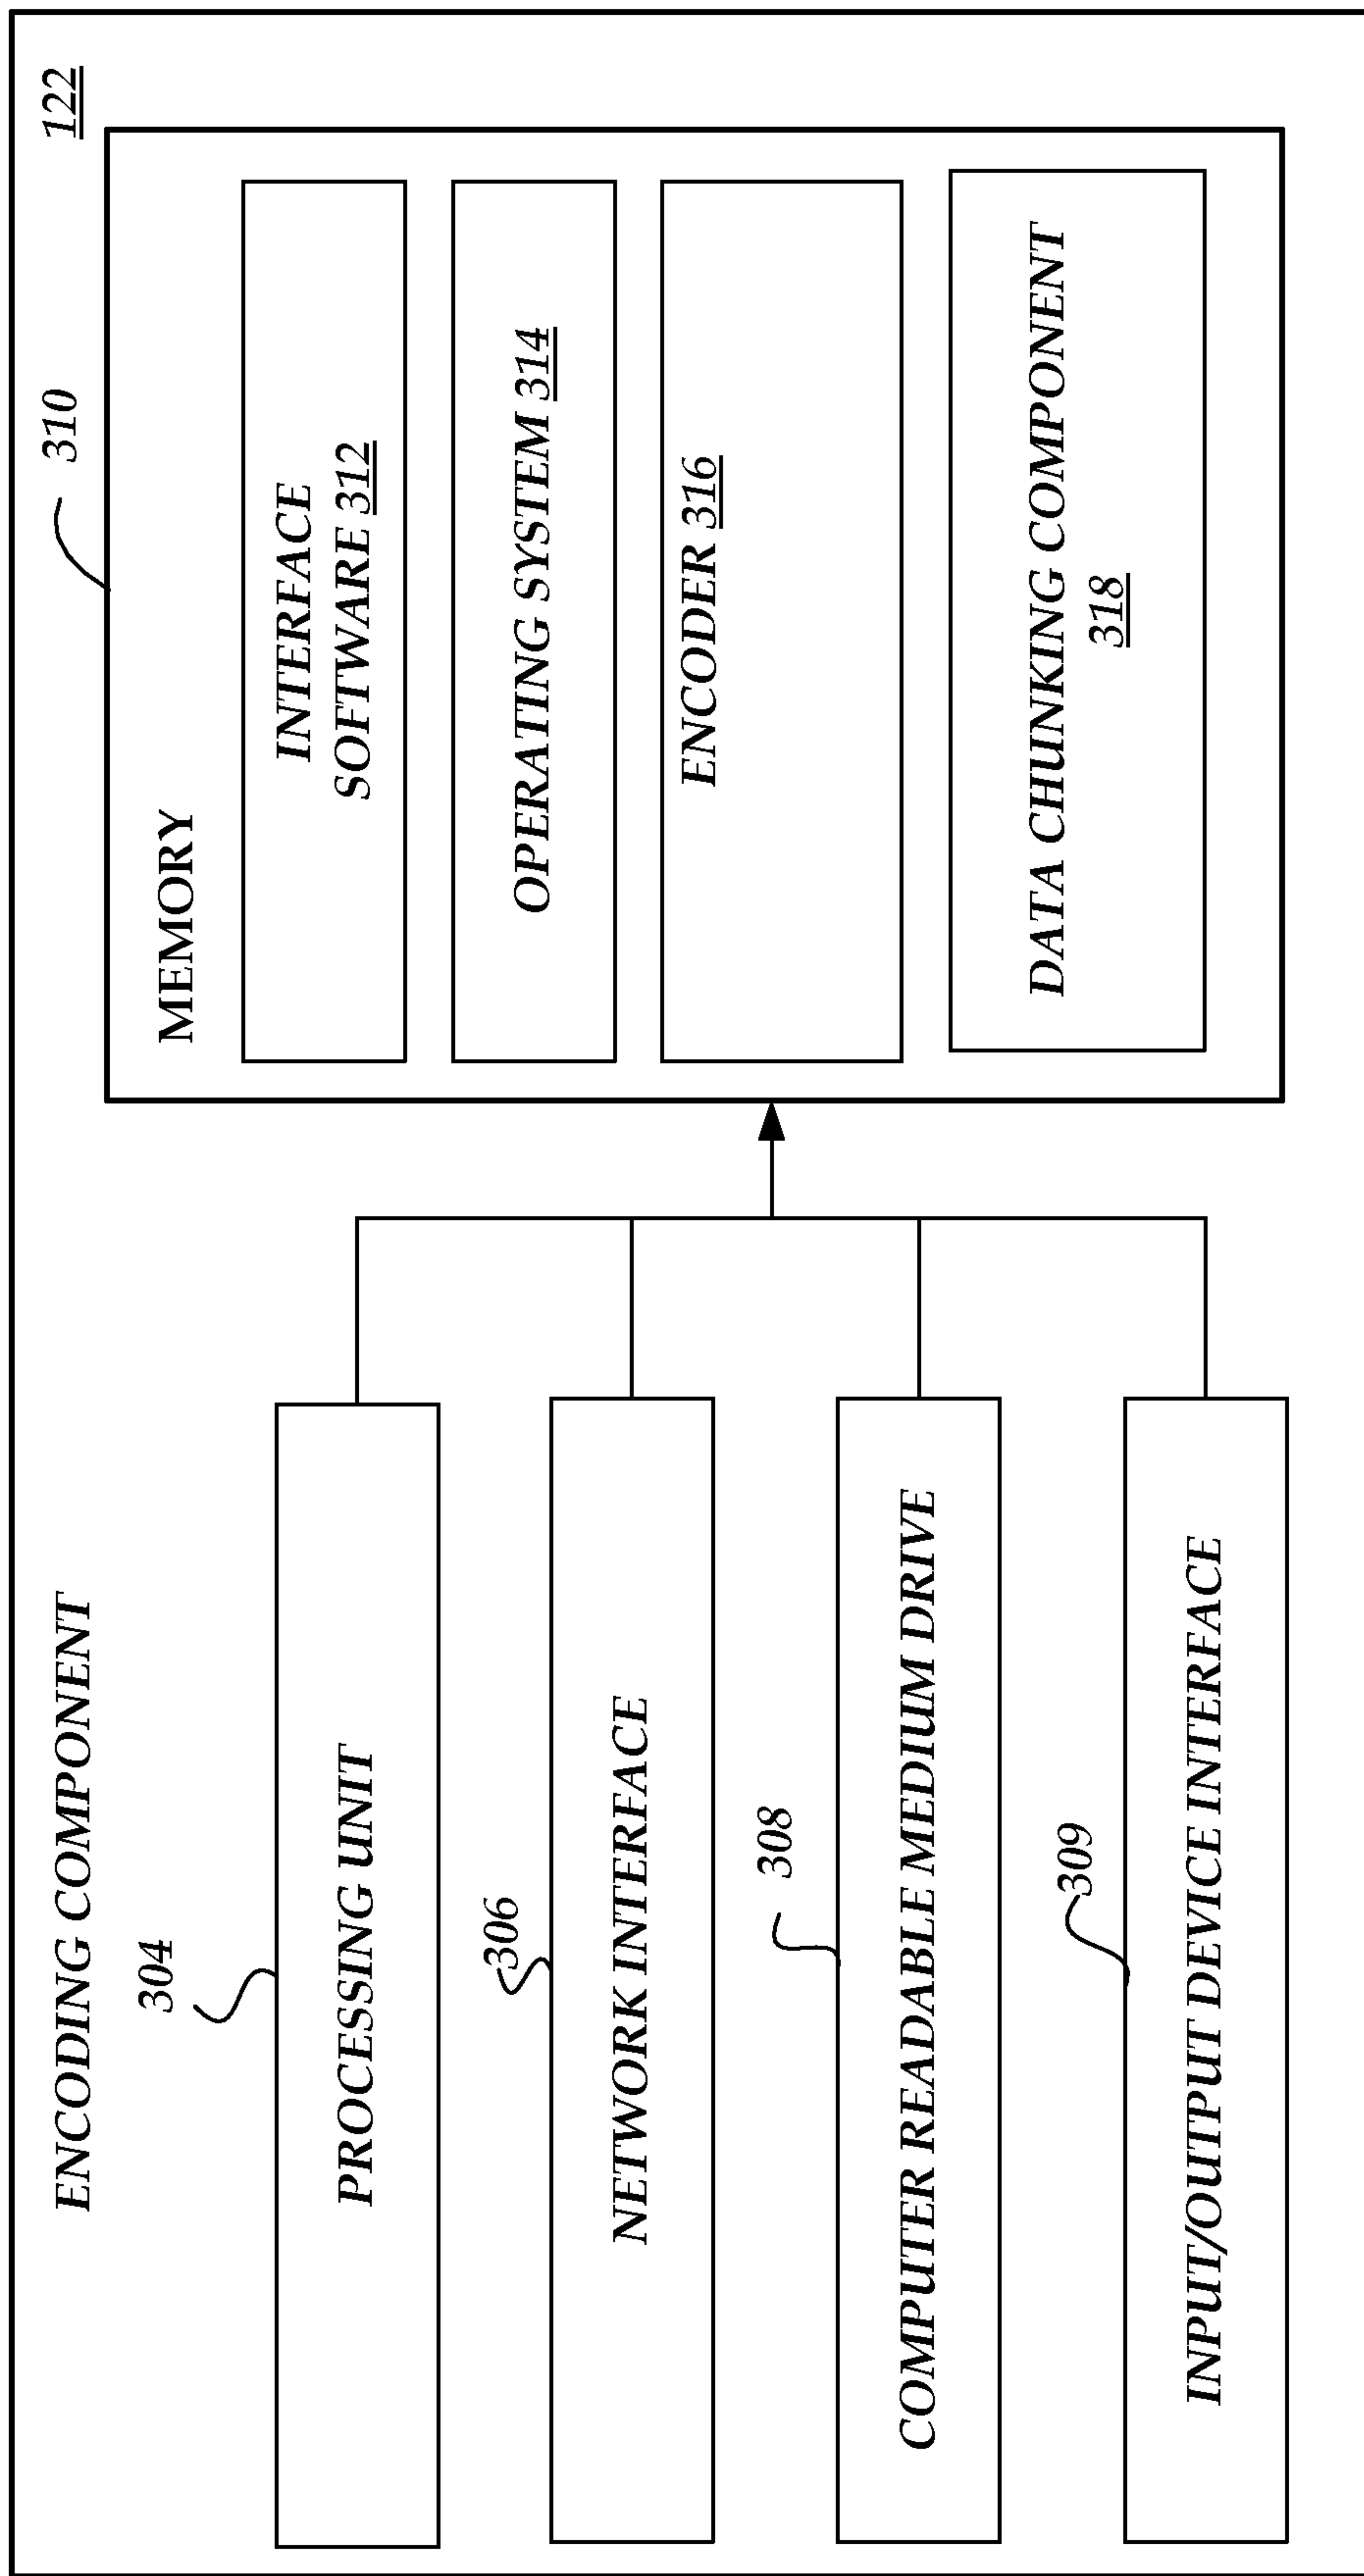 ENCODING COMPONENT
122
304
PROCESSING UNIT
306
NETWORK INTERFACE
308
COMPUTER READABLE MEDIUM DRIVE
309
INPUT/OUTPUT DEVICE INTERFACE
310
MEMORY
INTERFACE
SOFTWARE 312
OPERATING SYSTEM 314
ENCODER 316
DATA CHUNKING COMPONENT
318